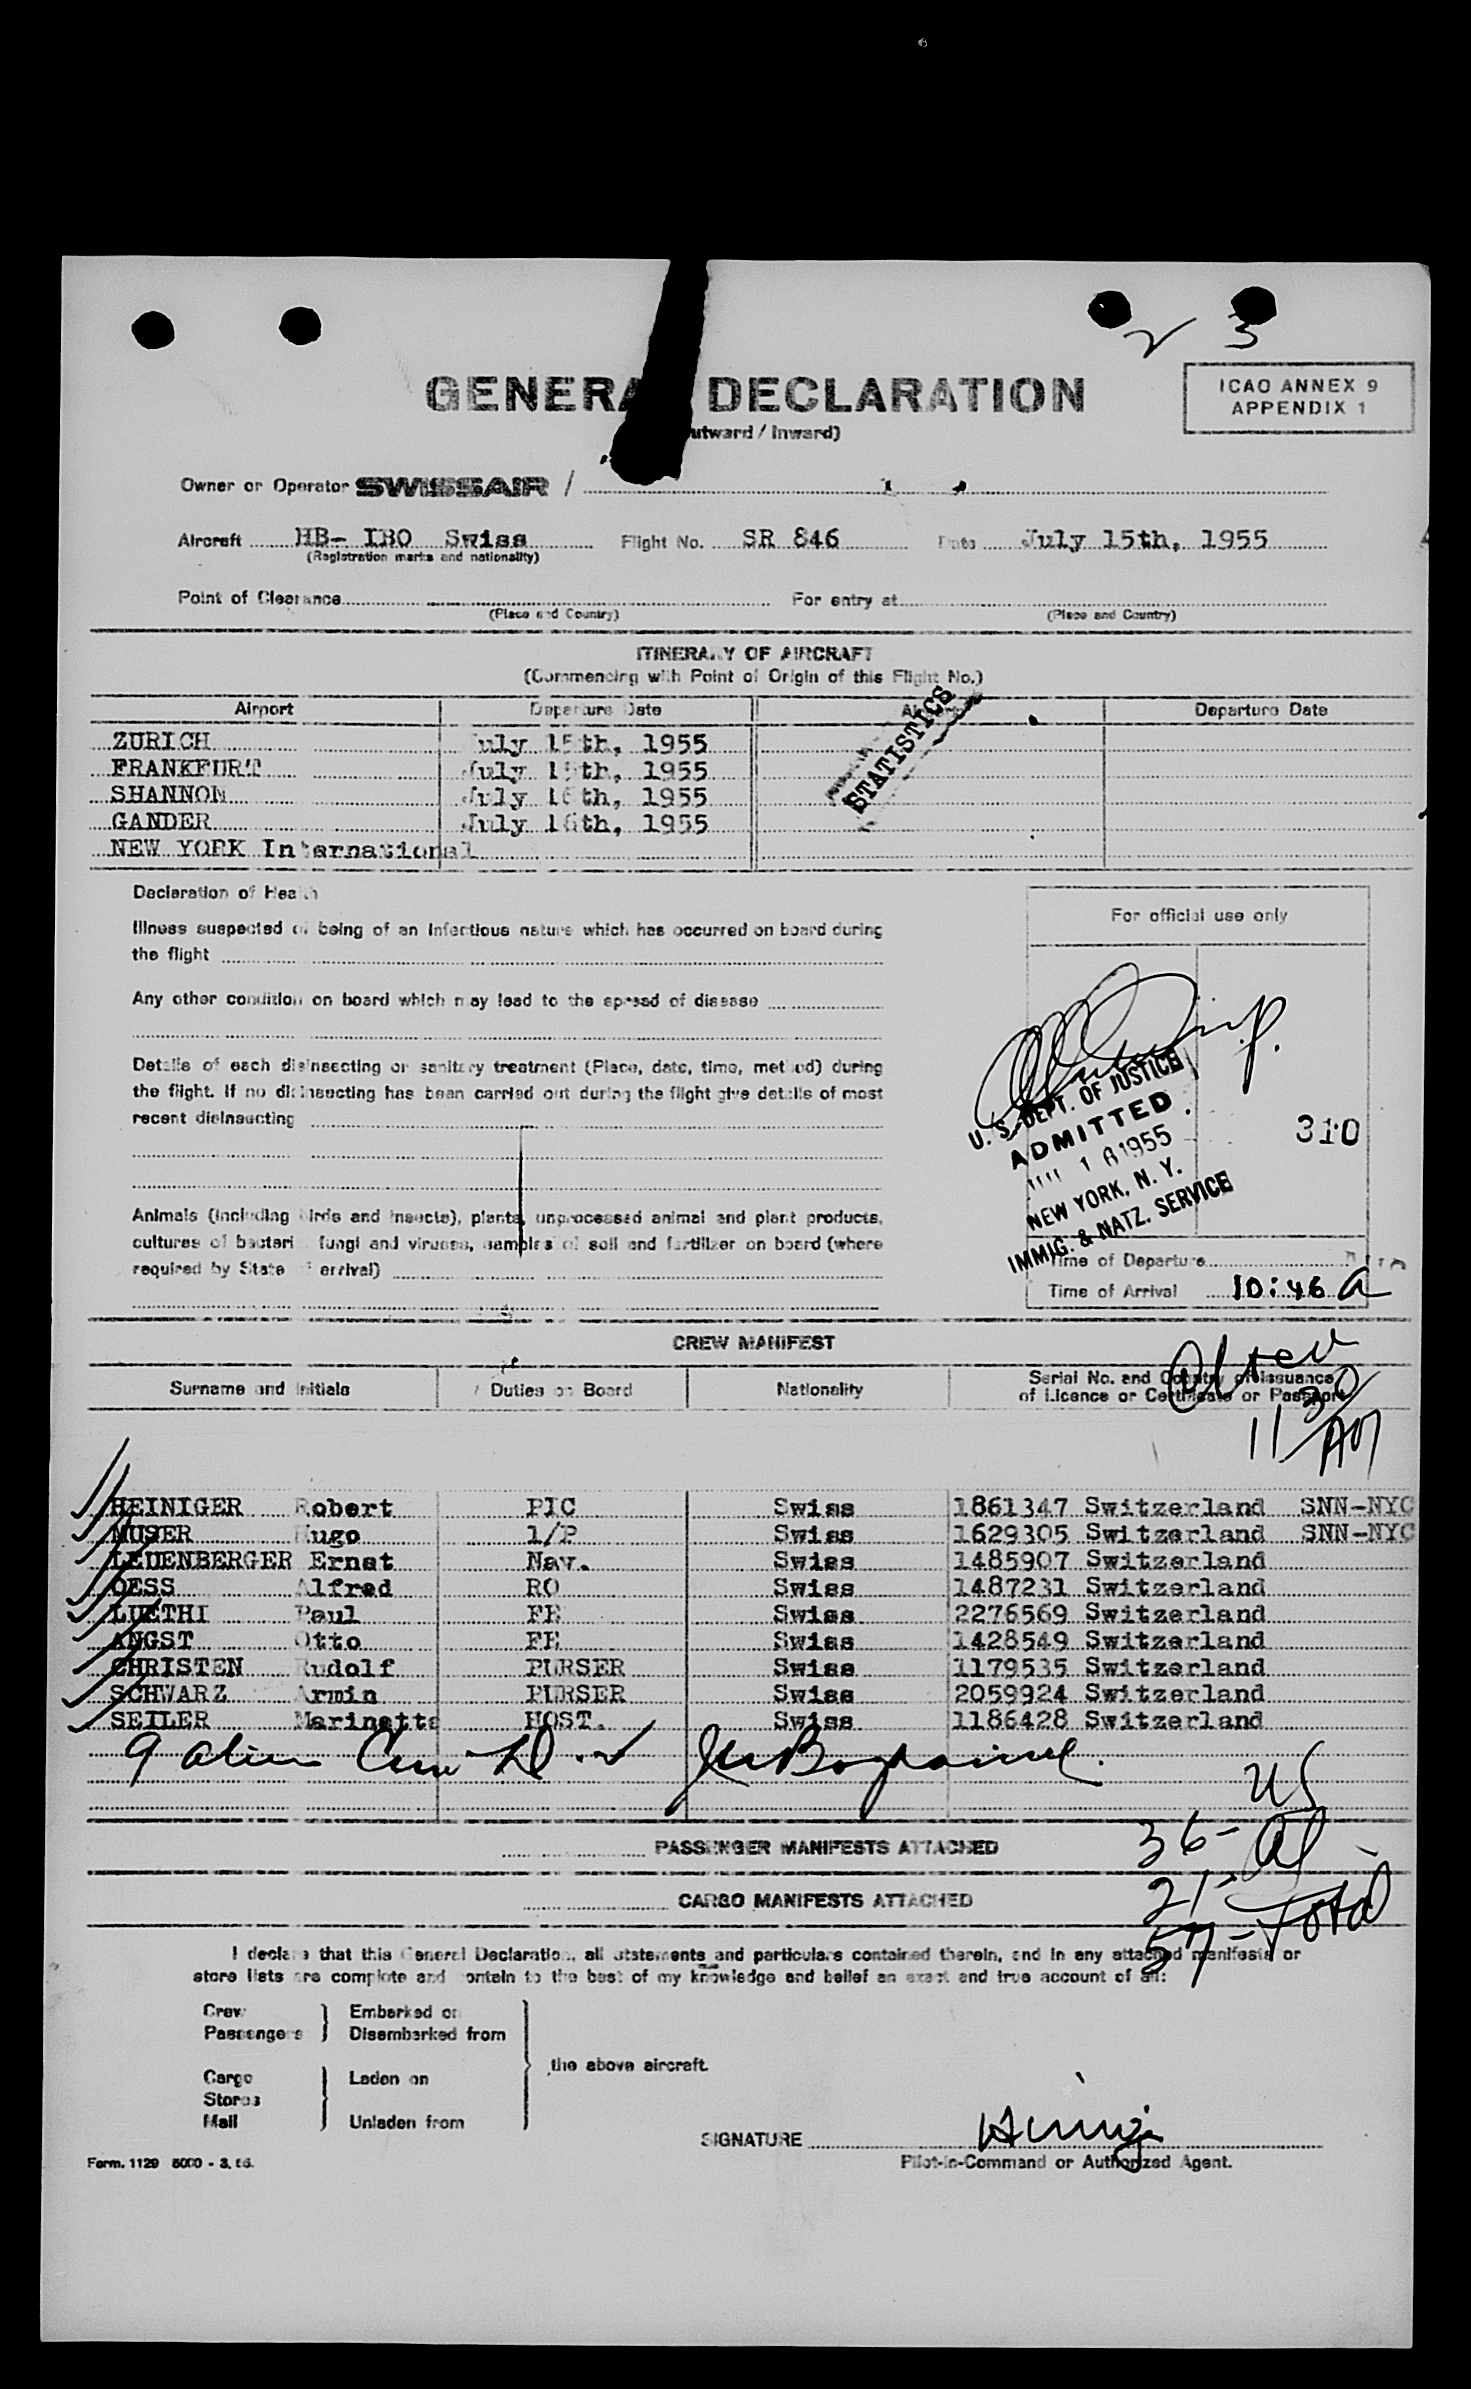 2 3
GENERA DECLARATION
utward / Inward)
ICAO ANNEX 9
APPENDIX 1
Owner or Operator SWISSAIR /
Aircraft HB- IBO Swiss Flight No. SR 846 Date July 15th, 1955
(Registration marks and nationality)
Point of Clearance For entry at
(Place and Country) (Place and Country)
ITINERARY OF AIRCRAFT
(Commencing with Point of Origin of this Flight No.)
Airport Departure Date Airport Departure Date
STATISTICS
ZURICH July 15th, 1955
FRANKFURT July 15th, 1955
SHANNON July 16th, 1955
GANDER July 16th, 1955
NEW YORK International
Declaration of Health
Illness suspected of being of an infectious nature which has occurred on board during
the flight
Any other condition on board which may lead to the spread of disease
Details of each disinsecting or sanitary treatment (Place, date, time, method) during
the flight. If no disinsecting has been carried out during the flight give details of most
recent disinsecting
Animals (including birds and insects), plants, unprocessed animal and plant products,
cultures of bacteri fungi and viruses, samples of soil and fertilizer on board (where
required by State of arrival)
For official use only
U. S. DEPT. OF JUSTICE
ADMITTED
JUL 16 1955
NEW YORK, N. Y.
IMMIG. & NATZ. SERVICE
310
Time of Departure
Time of Arrival 10:46 A
CREW MANIFEST
Surname and Initials Duties on Board Nationality Serial No. and Country of Issuance
of Licence or Certificate or Passport
11 30 AM
HEINIGER Robert PIC Swiss 1861347 Switzerland SNN-NYC
MUSER Hugo 1/P Swiss 1629305 Switzerland SNN-NYC
LEUENBERGER Ernst Nav. Swiss 1485907 Switzerland
OESS Alfred RO Swiss 1487231 Switzerland
LUETHI Paul FE Swiss 2276569 Switzerland
ANGST Otto FE Swiss 1428549 Switzerland
CHRISTEN Rudolf PURSER Swiss 1179535 Switzerland
SCHWARZ Armin PURSER Swiss 2059924 Switzerland
SEILER Marinette HOST. Swiss 1186428 Switzerland
9 alien Crew
US
PASSENGER MANIFESTS ATTACHED
36- Al
CARGO MANIFESTS ATTACHED
21-
57- Total
I declare that this General Declaration, all statements and particulars contained therein, and in any attached manifests or
store lists are complete and contain to the best of my knowledge and belief an exact and true account of all:
Crew Embarked on
Passengers Disembarked from
the above aircraft.
Cargo Laden on
Stores
Mail Unladen from
SIGNATURE
Pilot-in-Command or Authorized Agent.
Form. 1129 5000 - 3.